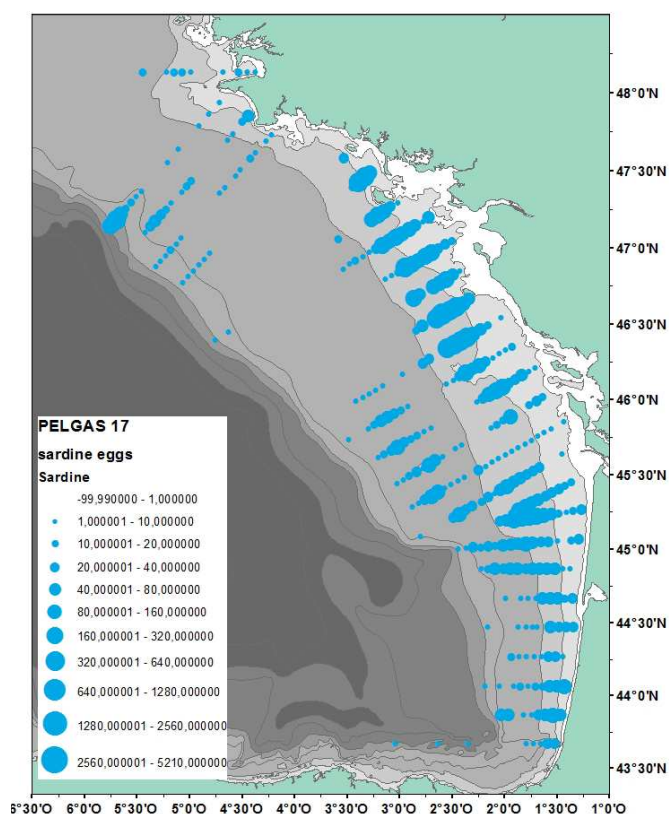 48°0'N
47°30'N
47°0'N
46°30'N
46°0'N
45°30'N
45°0'N
44°30'N
44°0'N
43°30'N
PELGAS 17
sardine eggs
Sardine
-99,990000 - 1,000000
1,000001 - 10,000000
10,000001 - 20,000000
20,000001 - 40,000000
40,000001 - 80,000000
80,000001 - 160,000000
160,000001 - 320,000000
320,000001 - 640,000000
640,000001 - 1280,000000
1280,000001 - 2560,000000
2560,000001 - 5210,000000
6°30'O 6°0'O 5°30'O 5°0'O 4°30'O 4°0'O 3°30'O 3°0'O 2°30'O 2°0'O 1°30'O 1°0'O